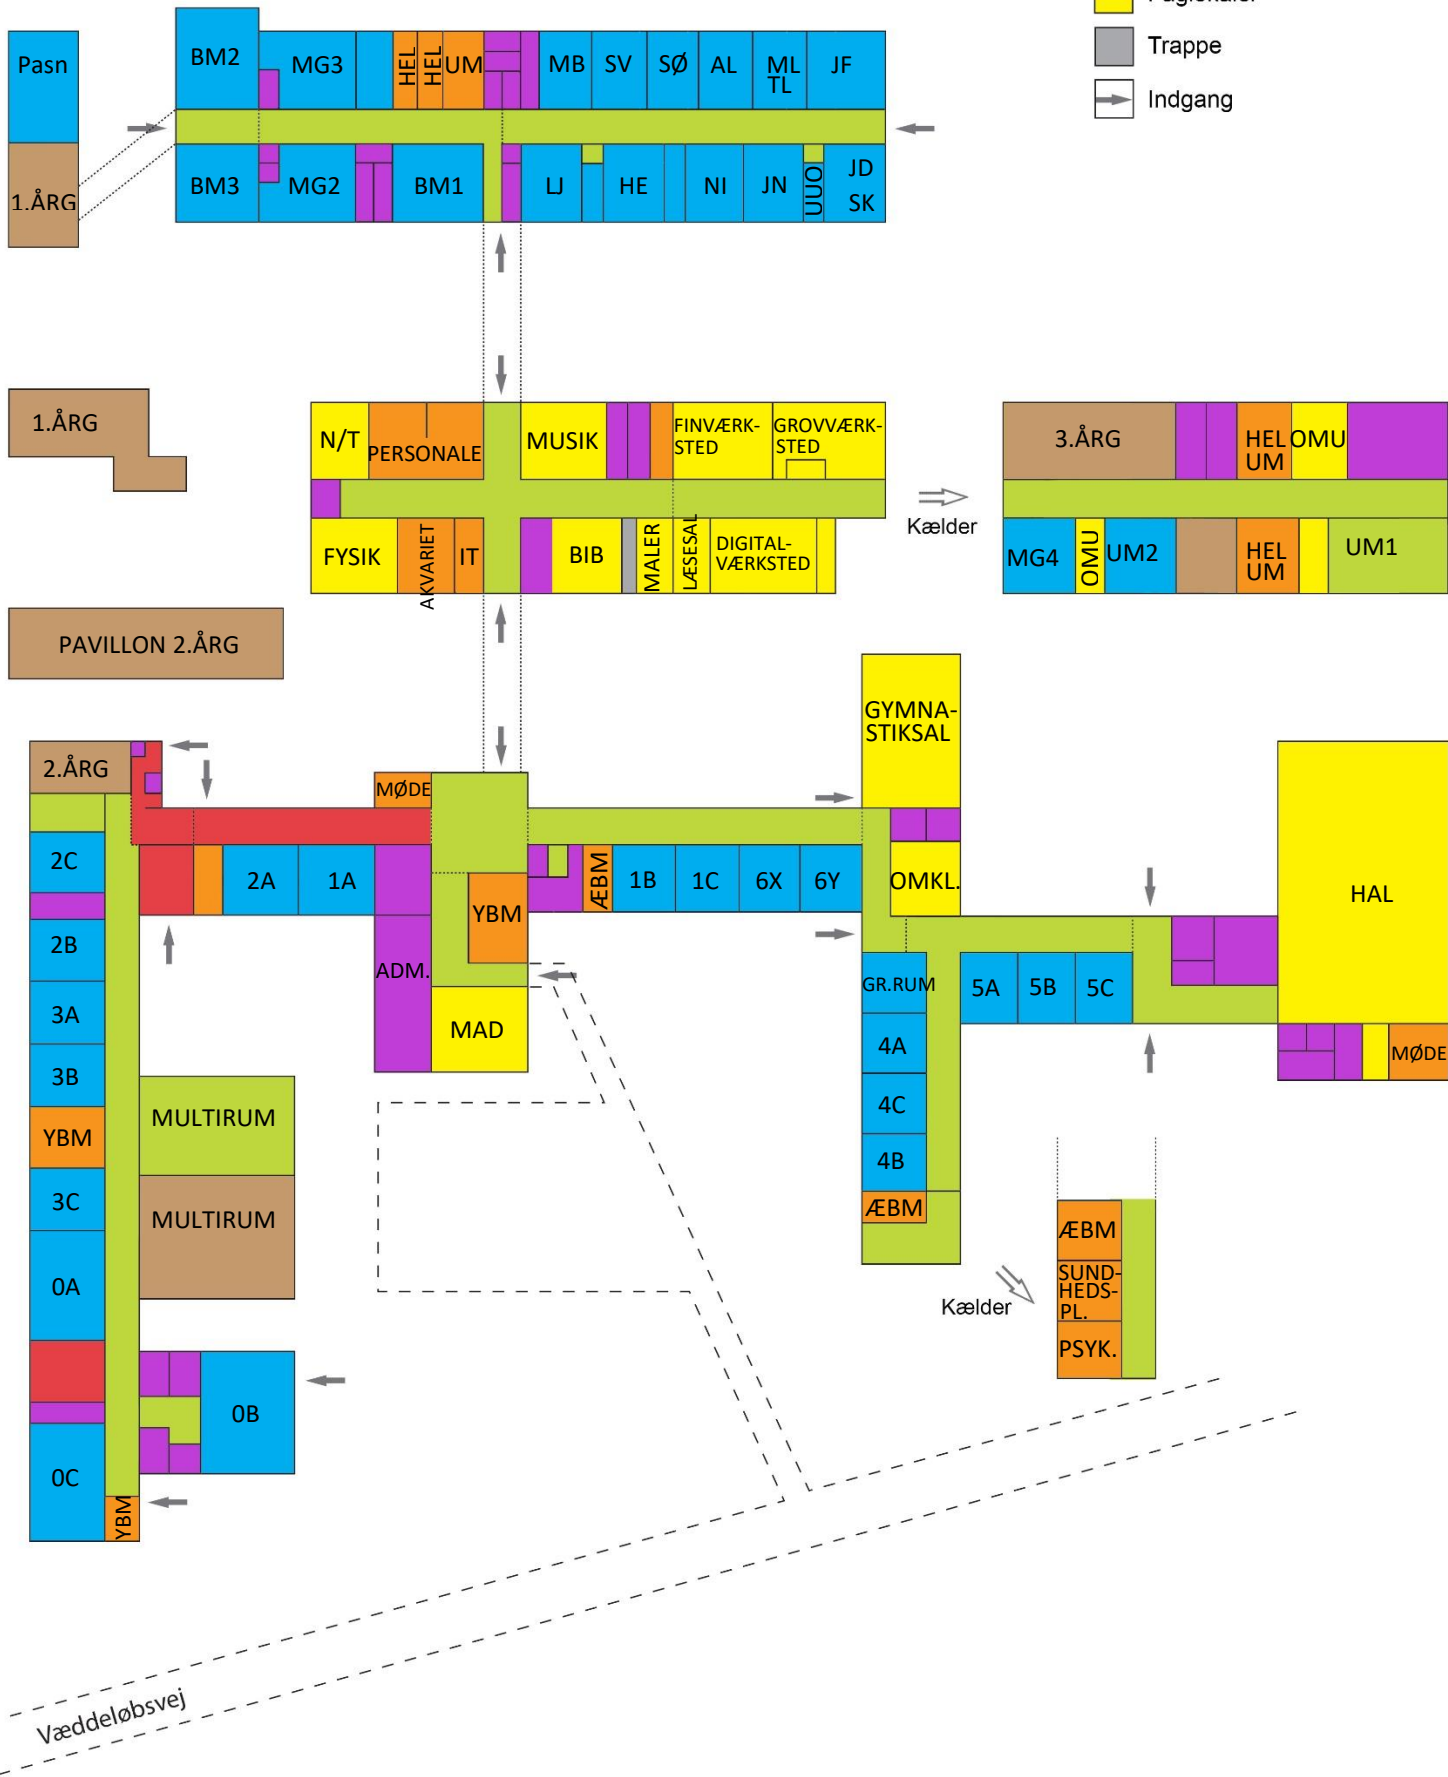 Trappe
Indgang
Pasn
1.ÅRG
BM2
MG3
HEL
HEL
UM
MB
SV
SØ
AL
ML
TL
JF
BM3
MG2
BM1
LJ
HE
NI
JN
UUO
JD
SK
1.ÅRG
N/T
PERSONALE
MUSIK
FINVÆRK-
STED
GROVVÆRK-
STED
FYSIK
AKVARIET
IT
BIB
MALER
LÆSESAL
DIGITAL-
VÆRKSTED
Kælder
3.ÅRG
HEL
UM
OMU
MG4
OMU
UM2
HEL
UM
UM1
PAVILLON 2.ÅRG
2.ÅRG
2C
2B
3A
3B
YBM
3C
0A
0C
YBM
0B
MULTIRUM
MULTIRUM
2A
1A
MØDE
ADM.
YBM
MAD
ÆBM
1B
1C
6X
6Y
GYMNA-
STIKSAL
OMKL.
GR.RUM
4A
4C
4B
ÆBM
5A
5B
5C
HAL
MØDE
Kælder
ÆBM
SUND-
HEDS-
PL.
PSYK.
Væddeløbsvej